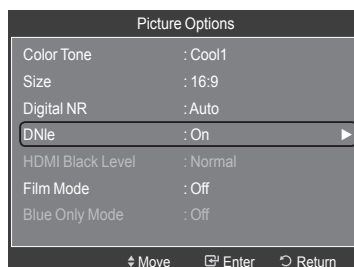 Picture Options
Color Tone : Cool1
Size : 16:9
Digital NR : Auto
DNIe : On
HDMI Black Level : Normal
Film Mode : Off
Blue Only Mode : Off
Move Enter Return